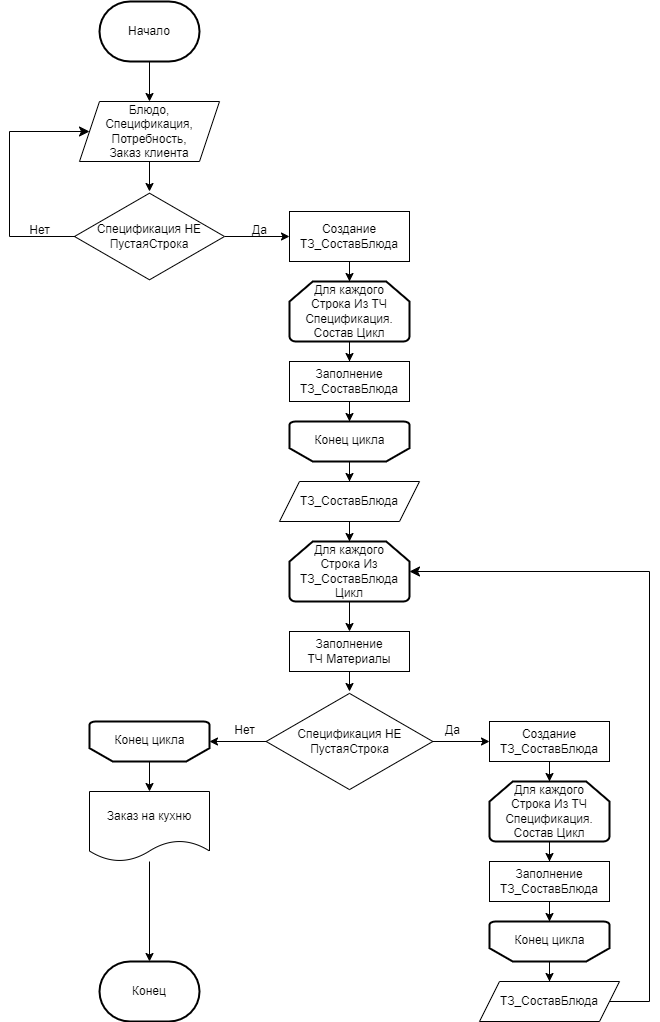 Начало
Блюдо,
Спецификация,
Потребность,
Заказ клиента
Нет
Спецификация НЕ
ПустаяСтрока
Да
Создание
ТЗ_СоставБлюда
Для каждого
Строка Из ТЧ
Спецификация.
Состав Цикл
Заполнение
ТЗ_СоставБлюда
Конец цикла
ТЗ_СоставБлюда
Для каждого
Строка Из
ТЗ_СоставБлюда
Цикл
Заполнение
ТЧ Материалы
Спецификация НЕ
ПустаяСтрока
Нет
Да
Конец цикла
Заказ на кухню
Конец
Создание
ТЗ_СоставБлюда
Для каждого
Строка Из ТЧ
Спецификация.
Состав Цикл
Заполнение
ТЗ_СоставБлюда
Конец цикла
ТЗ_СоставБлюда